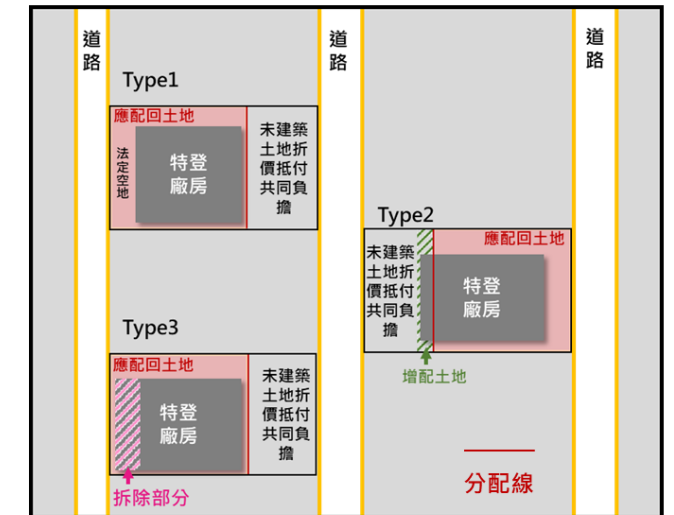 道
路
道
路
道
路
Type1
應配回土地
法
定
空
地
特登
廠房
未建築
土地折
價抵付
共同負
擔
Type2
應配回土地
未建築
土地折
價抵付
共同負
擔
特登
廠房
增配土地
Type3
應配回土地
特登
廠房
未建築
土地折
價抵付
共同負
擔
拆除部分
分配線